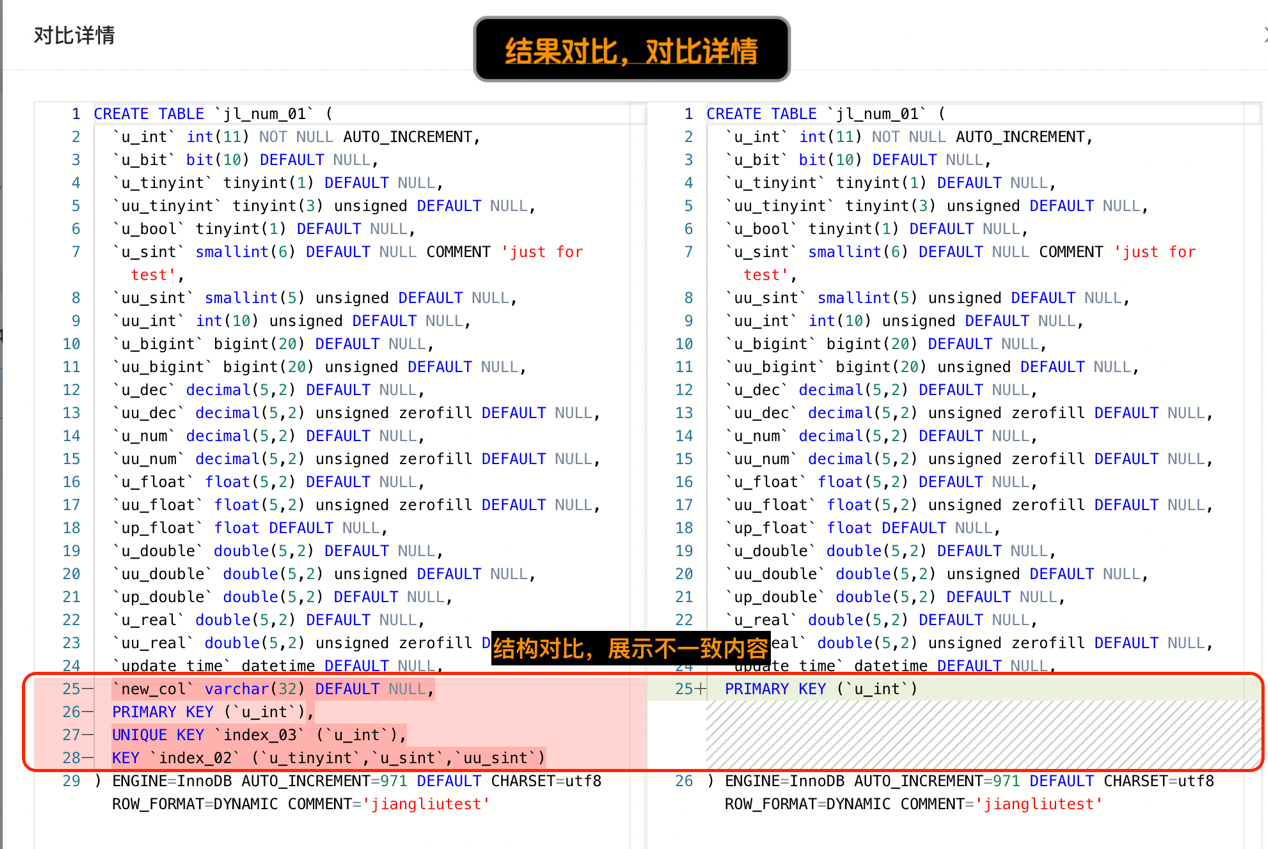 对比详情
结果对比，对比详情
1 CREATE TABLE `jl_num_01` (
2 `u_int` int(11) NOT NULL AUTO_INCREMENT,
3 `u_bit` bit(10) DEFAULT NULL,
4 `u_tinyint` tinyint(1) DEFAULT NULL,
5 `uu_tinyint` tinyint(3) unsigned DEFAULT NULL,
6 `u_bool` tinyint(1) DEFAULT NULL,
7 `u_sint` smallint(6) DEFAULT NULL COMMENT 'just for
test',
8 `uu_sint` smallint(5) unsigned DEFAULT NULL,
9 `uu_int` int(10) unsigned DEFAULT NULL,
10 `u_bigint` bigint(20) DEFAULT NULL,
11 `uu_bigint` bigint(20) unsigned DEFAULT NULL,
12 `u_dec` decimal(5,2) DEFAULT NULL,
13 `uu_dec` decimal(5,2) unsigned zerofill DEFAULT NULL,
14 `u_num` decimal(5,2) DEFAULT NULL,
15 `uu_num` decimal(5,2) unsigned zerofill DEFAULT NULL,
16 `u_float` float(5,2) DEFAULT NULL,
17 `uu_float` float(5,2) unsigned zerofill DEFAULT NULL,
18 `up_float` float DEFAULT NULL,
19 `u_double` double(5,2) DEFAULT NULL,
20 `uu_double` double(5,2) unsigned DEFAULT NULL,
21 `up_double` double(5,2) DEFAULT NULL,
22 `u_real` double(5,2) DEFAULT NULL,
23 `uu_real` double(5,2) unsigned zerofill D
24 `update_time` datetime DEFAULT NULL,
25− `new_col` varchar(32) DEFAULT NULL,
26− PRIMARY KEY (`u_int`),
27− UNIQUE KEY `index_03` (`u_int`),
28− KEY `index_02` (`u_tinyint`,`u_sint`,`uu_sint`)
29 ) ENGINE=InnoDB AUTO_INCREMENT=971 DEFAULT CHARSET=utf8
ROW_FORMAT=DYNAMIC COMMENT='jiangliutest'
结构对比，展示不一致内容
1 CREATE TABLE `jl_num_01` (
2 `u_int` int(11) NOT NULL AUTO_INCREMENT,
3 `u_bit` bit(10) DEFAULT NULL,
4 `u_tinyint` tinyint(1) DEFAULT NULL,
5 `uu_tinyint` tinyint(3) unsigned DEFAULT NULL,
6 `u_bool` tinyint(1) DEFAULT NULL,
7 `u_sint` smallint(6) DEFAULT NULL COMMENT 'just for
test',
8 `uu_sint` smallint(5) unsigned DEFAULT NULL,
9 `uu_int` int(10) unsigned DEFAULT NULL,
10 `u_bigint` bigint(20) DEFAULT NULL,
11 `uu_bigint` bigint(20) unsigned DEFAULT NULL,
12 `u_dec` decimal(5,2) DEFAULT NULL,
13 `uu_dec` decimal(5,2) unsigned zerofill DEFAULT NULL,
14 `u_num` decimal(5,2) DEFAULT NULL,
15 `uu_num` decimal(5,2) unsigned zerofill DEFAULT NULL,
16 `u_float` float(5,2) DEFAULT NULL,
17 `uu_float` float(5,2) unsigned zerofill DEFAULT NULL,
18 `up_float` float DEFAULT NULL,
19 `u_double` double(5,2) DEFAULT NULL,
20 `uu_double` double(5,2) unsigned DEFAULT NULL,
21 `up_double` double(5,2) DEFAULT NULL,
22 `u_real` double(5,2) DEFAULT NULL,
eal` double(5,2) unsigned zerofill DEFAULT NULL,
24 `update_time` datetime DEFAULT NULL,
25+ PRIMARY KEY (`u_int`)
26 ) ENGINE=InnoDB AUTO_INCREMENT=971 DEFAULT CHARSET=utf8
ROW_FORMAT=DYNAMIC COMMENT='jiangliutest'